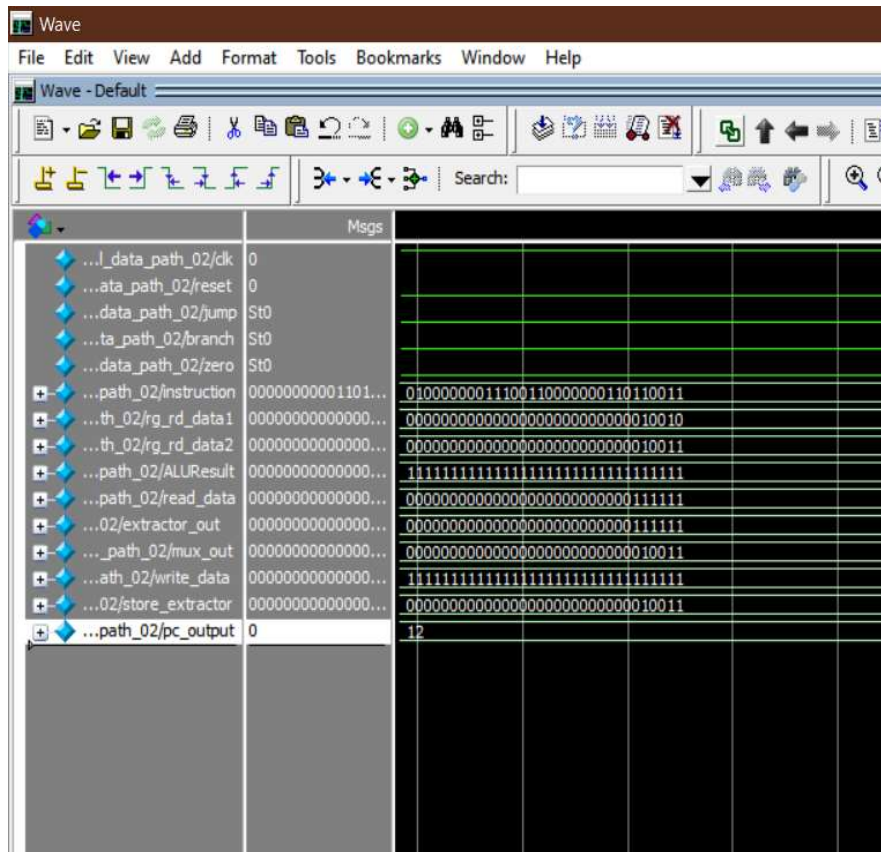 Wave
File Edit View Add Format Tools Bookmarks Window Help
Wave - Default
Search:
Msgs
...l_data_path_02/clk 0
...ata_path_02/reset 0
...data_path_02/jump St0
...ta_path_02/branch St0
...data_path_02/zero St0
...path_02/instruction 00000000001101... 01000000011100110000000110110011
...th_02/rg_rd_data1 00000000000000... 00000000000000000000000000010010
...th_02/rg_rd_data2 00000000000000... 00000000000000000000000000010011
...path_02/ALUResult 00000000000000... 11111111111111111111111111111111
...path_02/read_data 00000000000000... 00000000000000000000000000111111
...02/extractor_out 00000000000000... 00000000000000000000000000111111
..._path_02/mux_out 00000000000000... 00000000000000000000000000010011
...ath_02/write_data 00000000000000... 11111111111111111111111111111111
...02/store_extractor 00000000000000... 00000000000000000000000000010011
...path_02/pc_output 0 12